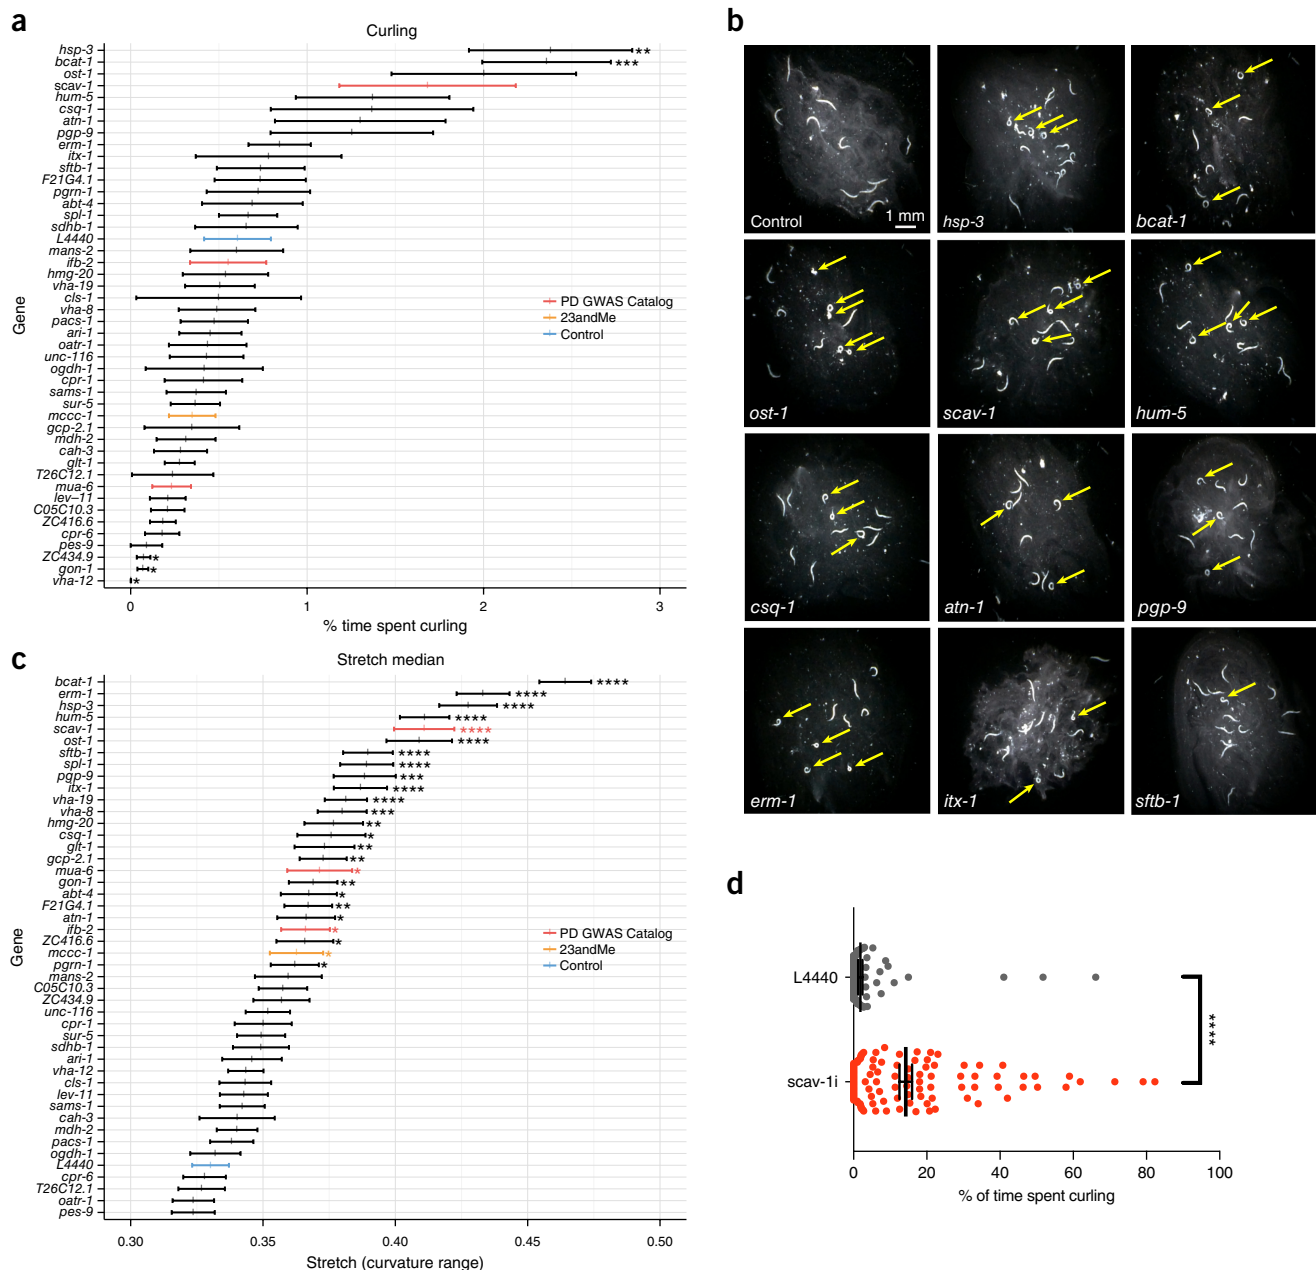 a
Curling
hsp-3
**
bcat-1
***
ost-1
scav-1
hum-5
csq-1
atn-1
pgp-9
erm-1
itx-1
sftb-1
F21G4.1
pgrn-1
abt-4
spl-1
sdhb-1
L4440
mans-2
ifb-2
hmg-20
vha-19
cls-1
vha-8
pacs-1
ari-1
oatr-1
unc-116
ogdh-1
cpr-1
sams-1
sur-5
mccc-1
gcp-2.1
mdh-2
cah-3
glt-1
T26C12.1
mua-6
lev–11
C05C10.3
ZC416.6
cpr-6
pes-9
ZC434.9
*
gon-1
*
vha-12
*
Gene
PD GWAS Catalog
23andMe
Control
0 1 2 3
% time spent curling
b
Control
1 mm
hsp-3
bcat-1
ost-1
scav-1
hum-5
csq-1
atn-1
pgp-9
erm-1
itx-1
sftb-1
c
Stretch median
bcat-1
****
erm-1
****
hsp-3
****
hum-5
****
scav-1
****
ost-1
****
sftb-1
****
spl-1
****
pgp-9
***
itx-1
****
vha-19
****
vha-8
***
hmg-20
**
csq-1
*
glt-1
**
gcp-2.1
**
mua-6
*
gon-1
**
abt-4
*
F21G4.1
**
atn-1
*
ifb-2
*
ZC416.6
*
mccc-1
*
pgrn-1
*
mans-2
C05C10.3
ZC434.9
unc-116
cpr-1
sur-5
sdhb-1
ari-1
vha-12
cls-1
lev-11
sams-1
cah-3
mdh-2
pacs-1
ogdh-1
L4440
cpr-6
T26C12.1
oatr-1
pes-9
Gene
PD GWAS Catalog
23andMe
Control
0.30 0.35 0.40 0.45 0.50
Stretch (curvature range)
d
L4440
scav-1i
****
0 20 40 60 80 100
% of time spent curling